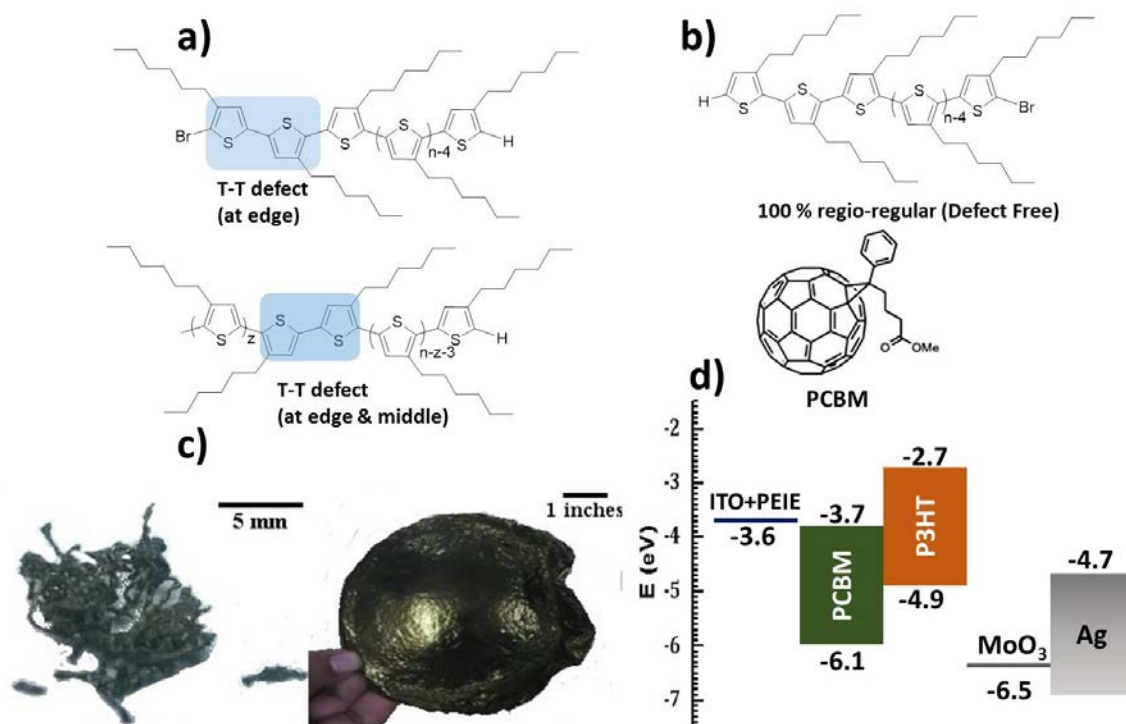 a)
Br
S
S
S
S
S
n-4
H
T-T defect
(at edge)
S
z
S
S
S
n-z-3
S
H
T-T defect
(at edge & middle)
b)
H
S
S
S
S
n-4
S
Br
100 % regio-regular (Defect Free)
O
OMe
PCBM
c)
5 mm
1 inches
d)
E (eV)
-2
-3
-4
-5
-6
-7
ITO+PEIE
-3.6
-3.7
PCBM
-6.1
-2.7
P3HT
-4.9
MoO3
-6.5
-4.7
Ag